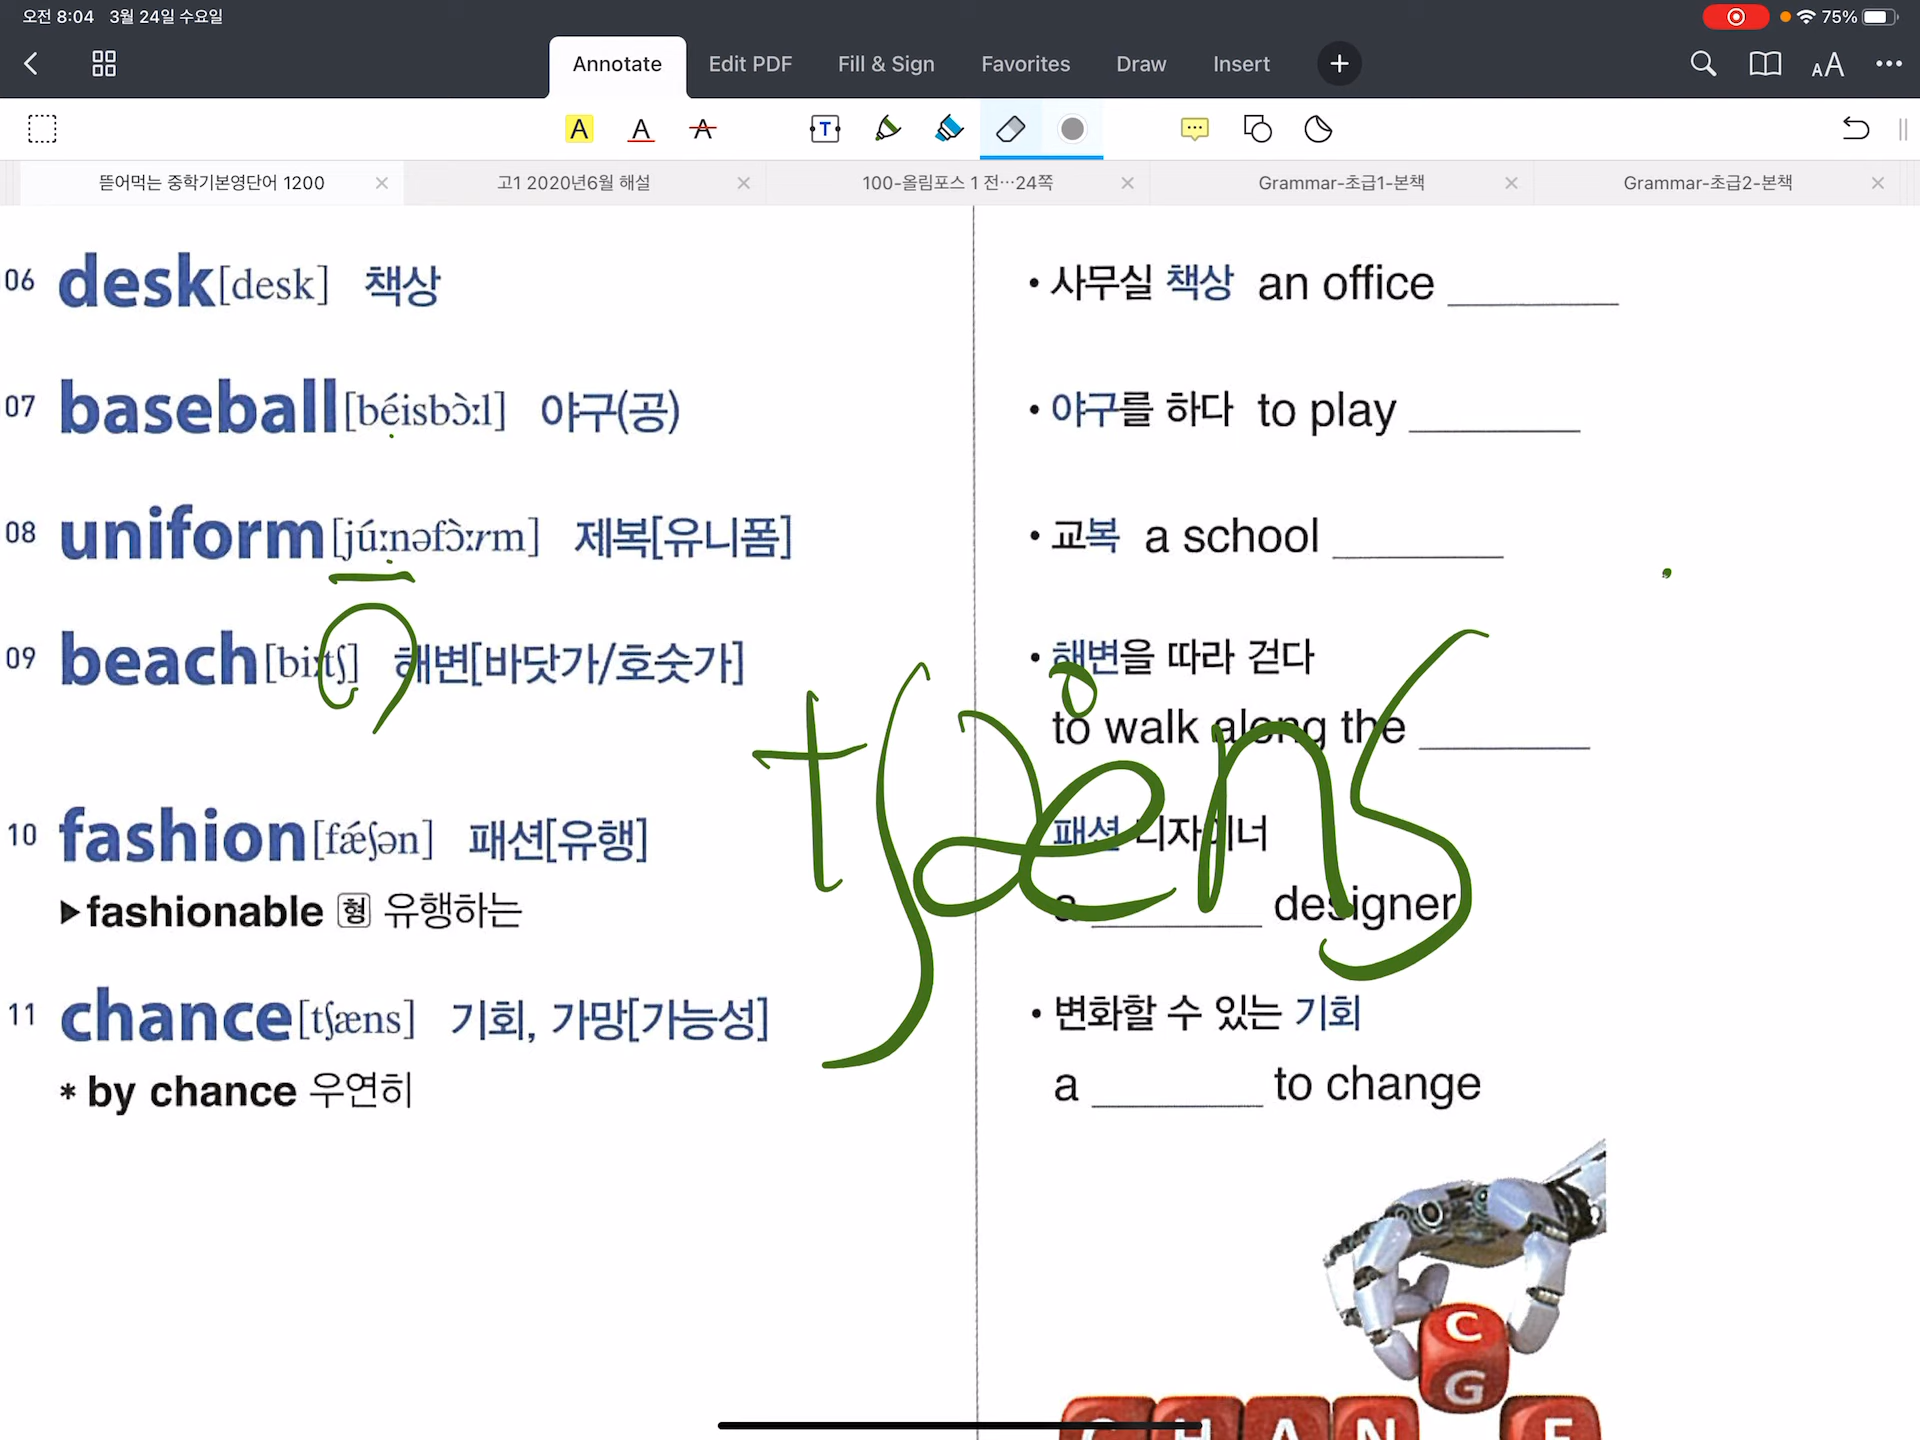 오전 8:04 3월 24일 수요일 75%
Annotate Edit PDF Fill & Sign Favorites Draw Insert
뜯어먹는 중학기본영단어 1200 고1 2020년6월 해설 100-올림포스 1 전…24쪽 Grammar-초급1-본책 Grammar-초급2-본책
06 desk[desk] 책상
• 사무실 책상 an office ________
07 baseball[béisbɔ̀ːl] 야구(공)
• 야구를 하다 to play ________
08 uniform[júːnəfɔ̀ːrm] 제복[유니폼]
• 교복 a school ________
09 beach[biːtʃ] 해변[바닷가/호숫가]
• 해변을 따라 걷다
to walk along the ________
10 fashion[fǽʃən] 패션[유행]
▶fashionable 형 유행하는
패션 디자이너
a ________ designer
11 chance[tʃæns] 기회, 가망[가능성]
* by chance 우연히
• 변화할 수 있는 기회
a ________ to change
tʃæns
C
G
C H A N E